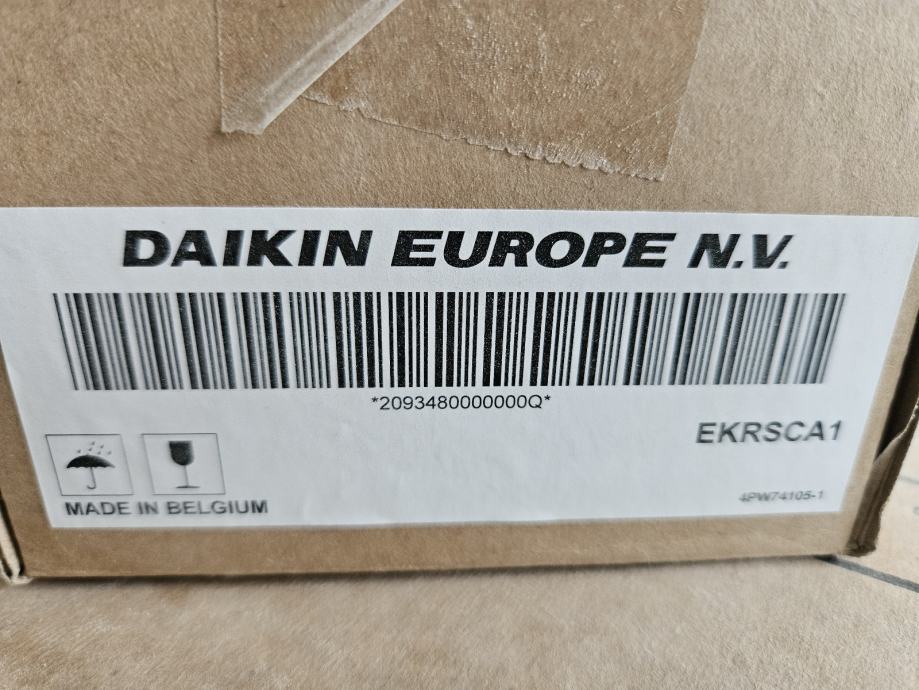 DAIKIN EUROPE N.V.
*2093480000000Q*
EKRSCA1
MADE IN BELGIUM
4PW74105-1